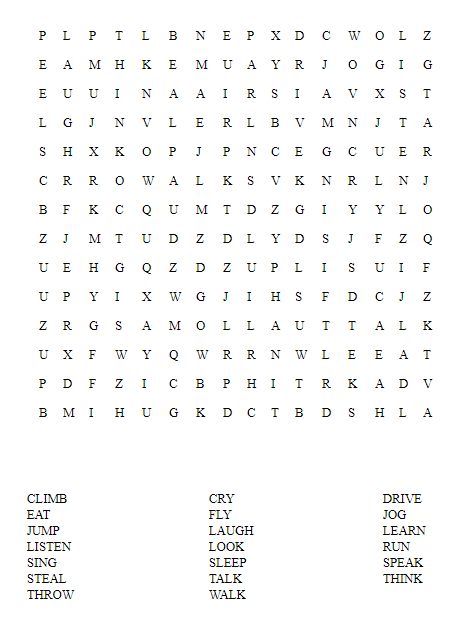 P L P T L B N E P X D C W O L Z
E A M H K E M U A Y R J O G I G
E U U I N A A I R S I A V X S T
L G J N V L E R L B V M N J T A
S H X K O P J P N C E G C U E R
C R R O W A L K S V K N R L N J
B F K C Q U M T D Z G I Y Y L O
Z J M T U D Z D L Y D S J F Z Q
U E H G Q Z D Z U P L I S U I F
U P Y I X W G J I H S F D C J Z
Z R G S A M O L L A U T T A L K
U X F W Y Q W R R N W L E E A T
P D F Z I C B P H I T R K A D V
B M I H U G K D C T B D S H L A
CLIMB CRY DRIVE
EAT FLY JOG
JUMP LAUGH LEARN
LISTEN LOOK RUN
SING SLEEP SPEAK
STEAL TALK THINK
THROW WALK